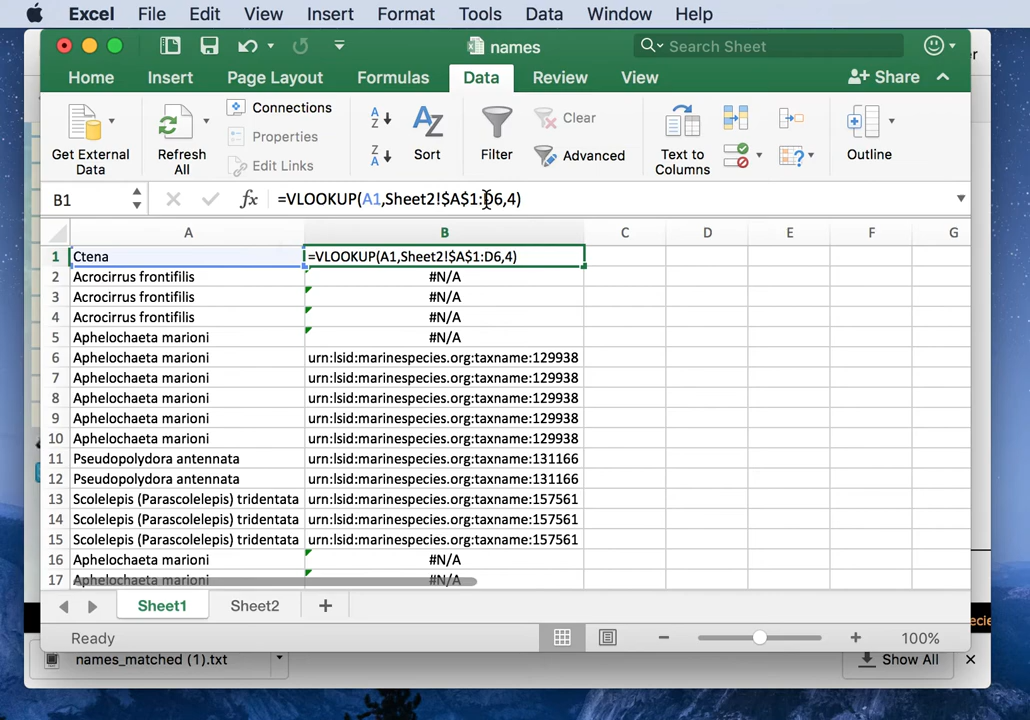 Excel File Edit View Insert Format Tools Data Window Help
names
Search Sheet
Home Insert Page Layout Formulas Data Review View Share
Get External Data
Refresh All
Connections
Properties
Edit Links
A Z
Z A
A Z
Sort
Filter
Clear
Advanced
Text to Columns
Outline
B1 fx =VLOOKUP(A1,Sheet2!$A$1:D6,4)
A B C D E F G
1 Ctena =VLOOKUP(A1,Sheet2!$A$1:D6,4)
2 Acrocirrus frontifilis #N/A
3 Acrocirrus frontifilis #N/A
4 Acrocirrus frontifilis #N/A
5 Aphelochaeta marioni #N/A
6 Aphelochaeta marioni urn:lsid:marinespecies.org:taxname:129938
7 Aphelochaeta marioni urn:lsid:marinespecies.org:taxname:129938
8 Aphelochaeta marioni urn:lsid:marinespecies.org:taxname:129938
9 Aphelochaeta marioni urn:lsid:marinespecies.org:taxname:129938
10 Aphelochaeta marioni urn:lsid:marinespecies.org:taxname:129938
11 Pseudopolydora antennata urn:lsid:marinespecies.org:taxname:131166
12 Pseudopolydora antennata urn:lsid:marinespecies.org:taxname:131166
13 Scolelepis (Parascolelepis) tridentata urn:lsid:marinespecies.org:taxname:157561
14 Scolelepis (Parascolelepis) tridentata urn:lsid:marinespecies.org:taxname:157561
15 Scolelepis (Parascolelepis) tridentata urn:lsid:marinespecies.org:taxname:157561
16 Aphelochaeta marioni #N/A
17 Aphelochaeta marioni #N/A
Sheet1 Sheet2 +
Ready 100%
names_matched (1).txt Show All